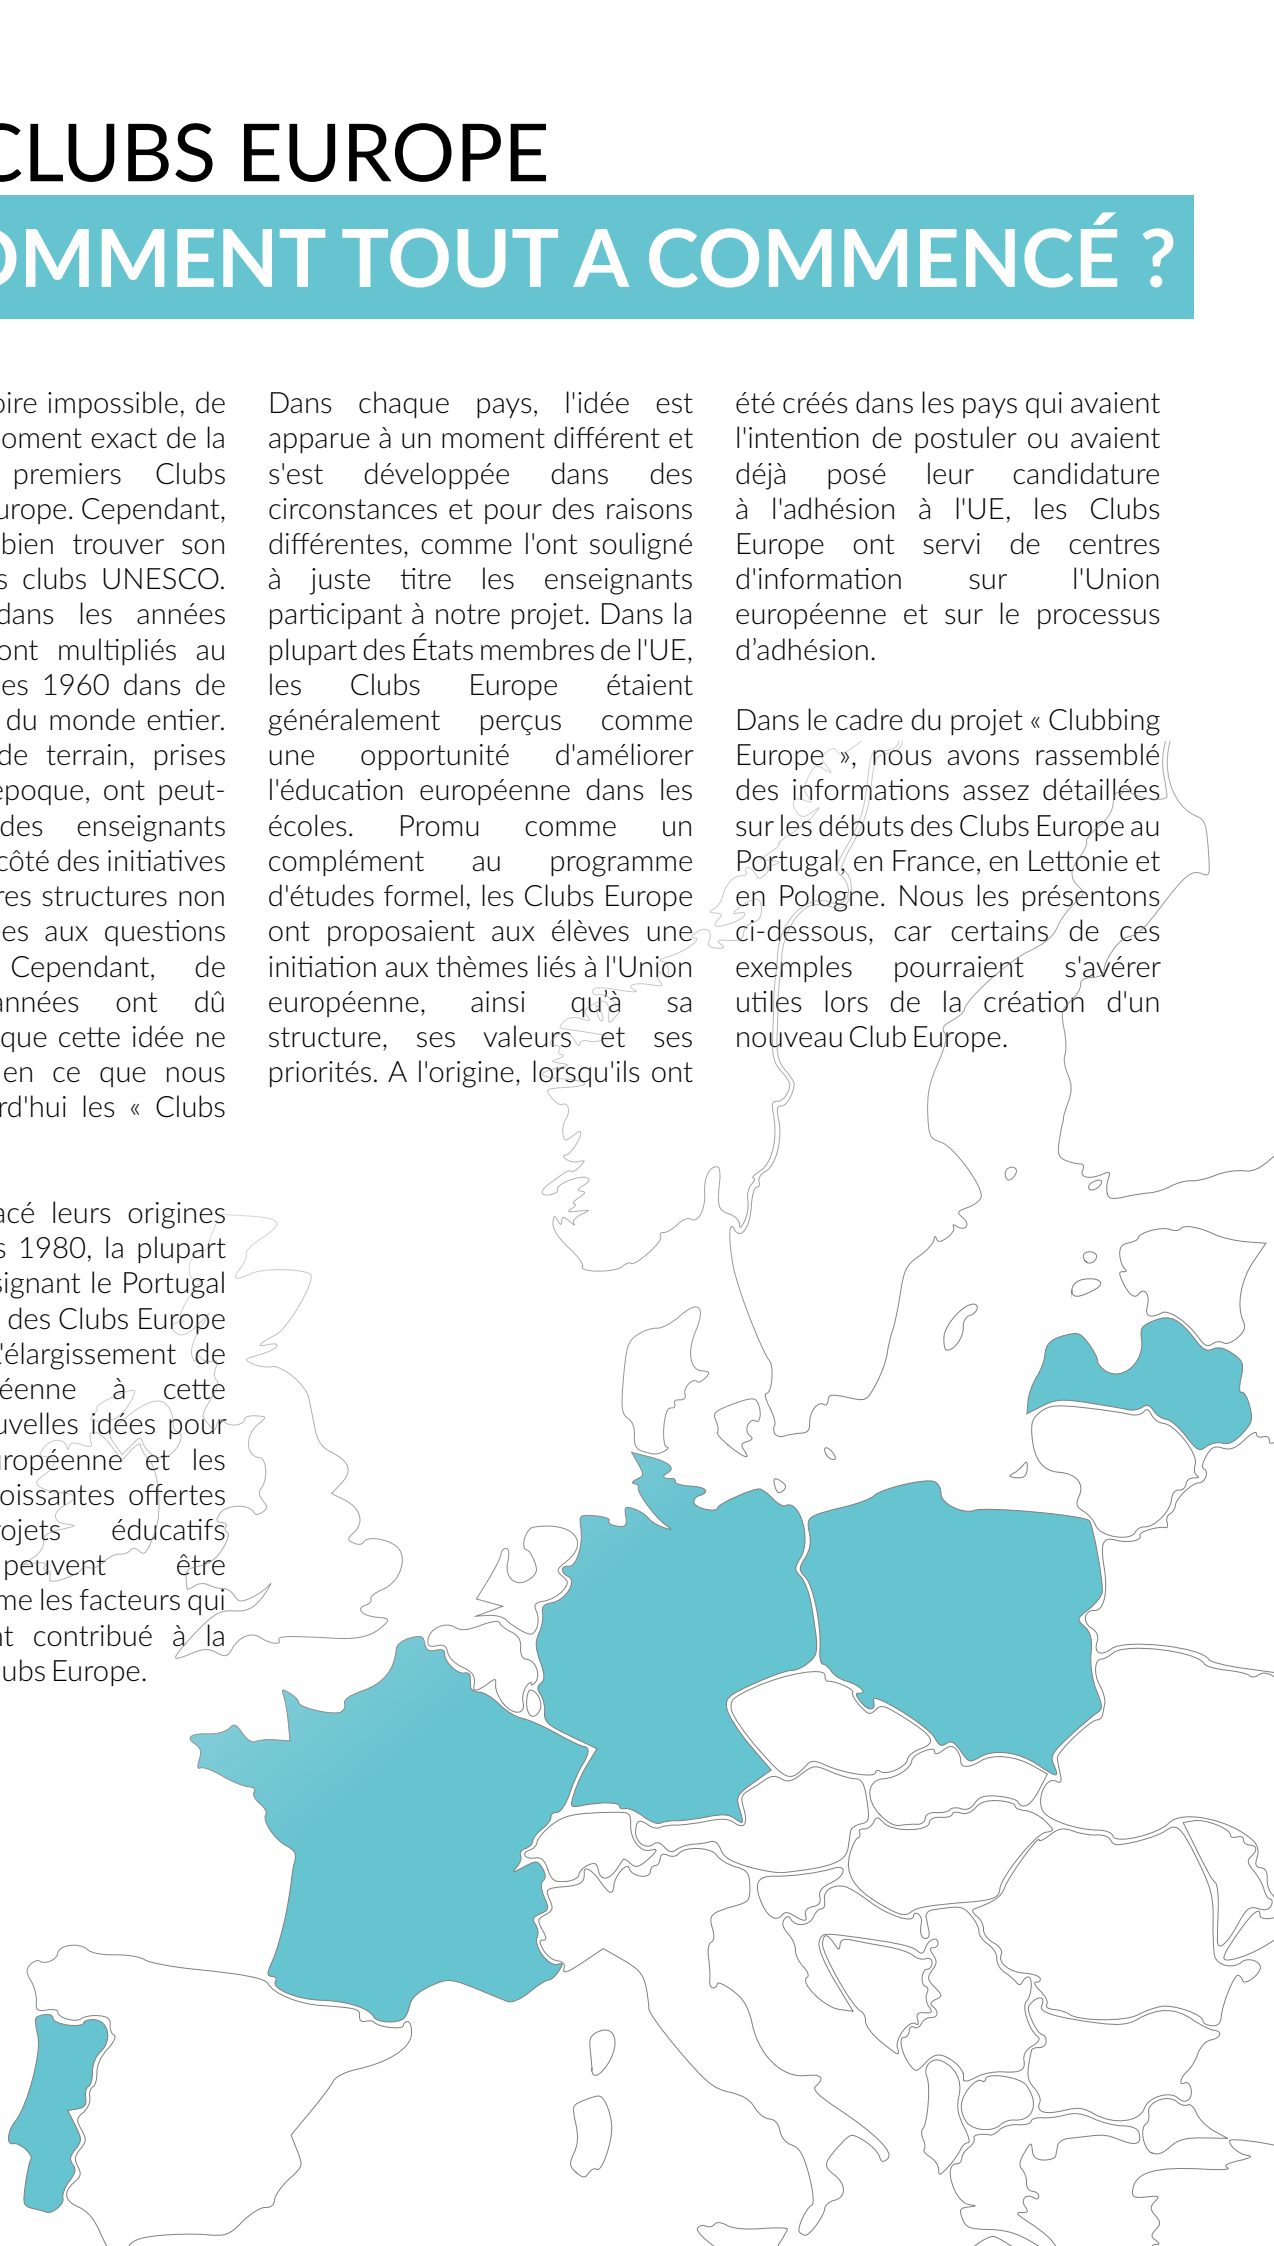 CLUBS EUROPE
OMMENT TOUT A COMMENCÉ ?
oire impossible, de
oment exact de la
premiers Clubs
urope. Cependant,
bien trouver son
s clubs UNESCO.
dans les années
ont multipliés au
es 1960 dans de
du monde entier.
de terrain, prises
époque, ont peut-
des enseignants
côté des initiatives
res structures non
es aux questions
Cependant, de
années ont dû
que cette idée ne
en ce que nous
rd'hui les « Clubs
acé leurs origines
s 1980, la plupart
signant le Portugal
des Clubs Europe
'élargissement de
éenne à cette
uvelles idées pour
uropéenne et les
oissantes offertes
ojets éducatifs
peuvent être
me les facteurs qui
nt contribué à la
ubs Europe.
Dans chaque pays, l'idée est
apparue à un moment différent et
s'est développée dans des
circonstances et pour des raisons
différentes, comme l'ont souligné
à juste titre les enseignants
participant à notre projet. Dans la
plupart des États membres de l'UE,
les Clubs Europe étaient
généralement perçus comme
une opportunité d'améliorer
l'éducation européenne dans les
écoles. Promu comme un
complément au programme
d'études formel, les Clubs Europe
ont proposaient aux élèves une
initiation aux thèmes liés à l'Union
européenne, ainsi qu'à sa
structure, ses valeurs et ses
priorités. A l'origine, lorsqu'ils ont
été créés dans les pays qui avaient
l'intention de postuler ou avaient
déjà posé leur candidature
à l'adhésion à l'UE, les Clubs
Europe ont servi de centres
d'information sur l'Union
européenne et sur le processus
d’adhésion.
Dans le cadre du projet « Clubbing
Europe », nous avons rassemblé
des informations assez détaillées
sur les débuts des Clubs Europe au
Portugal, en France, en Lettonie et
en Pologne. Nous les présentons
ci-dessous, car certains de ces
exemples pourraient s'avérer
utiles lors de la création d'un
nouveau Club Europe.